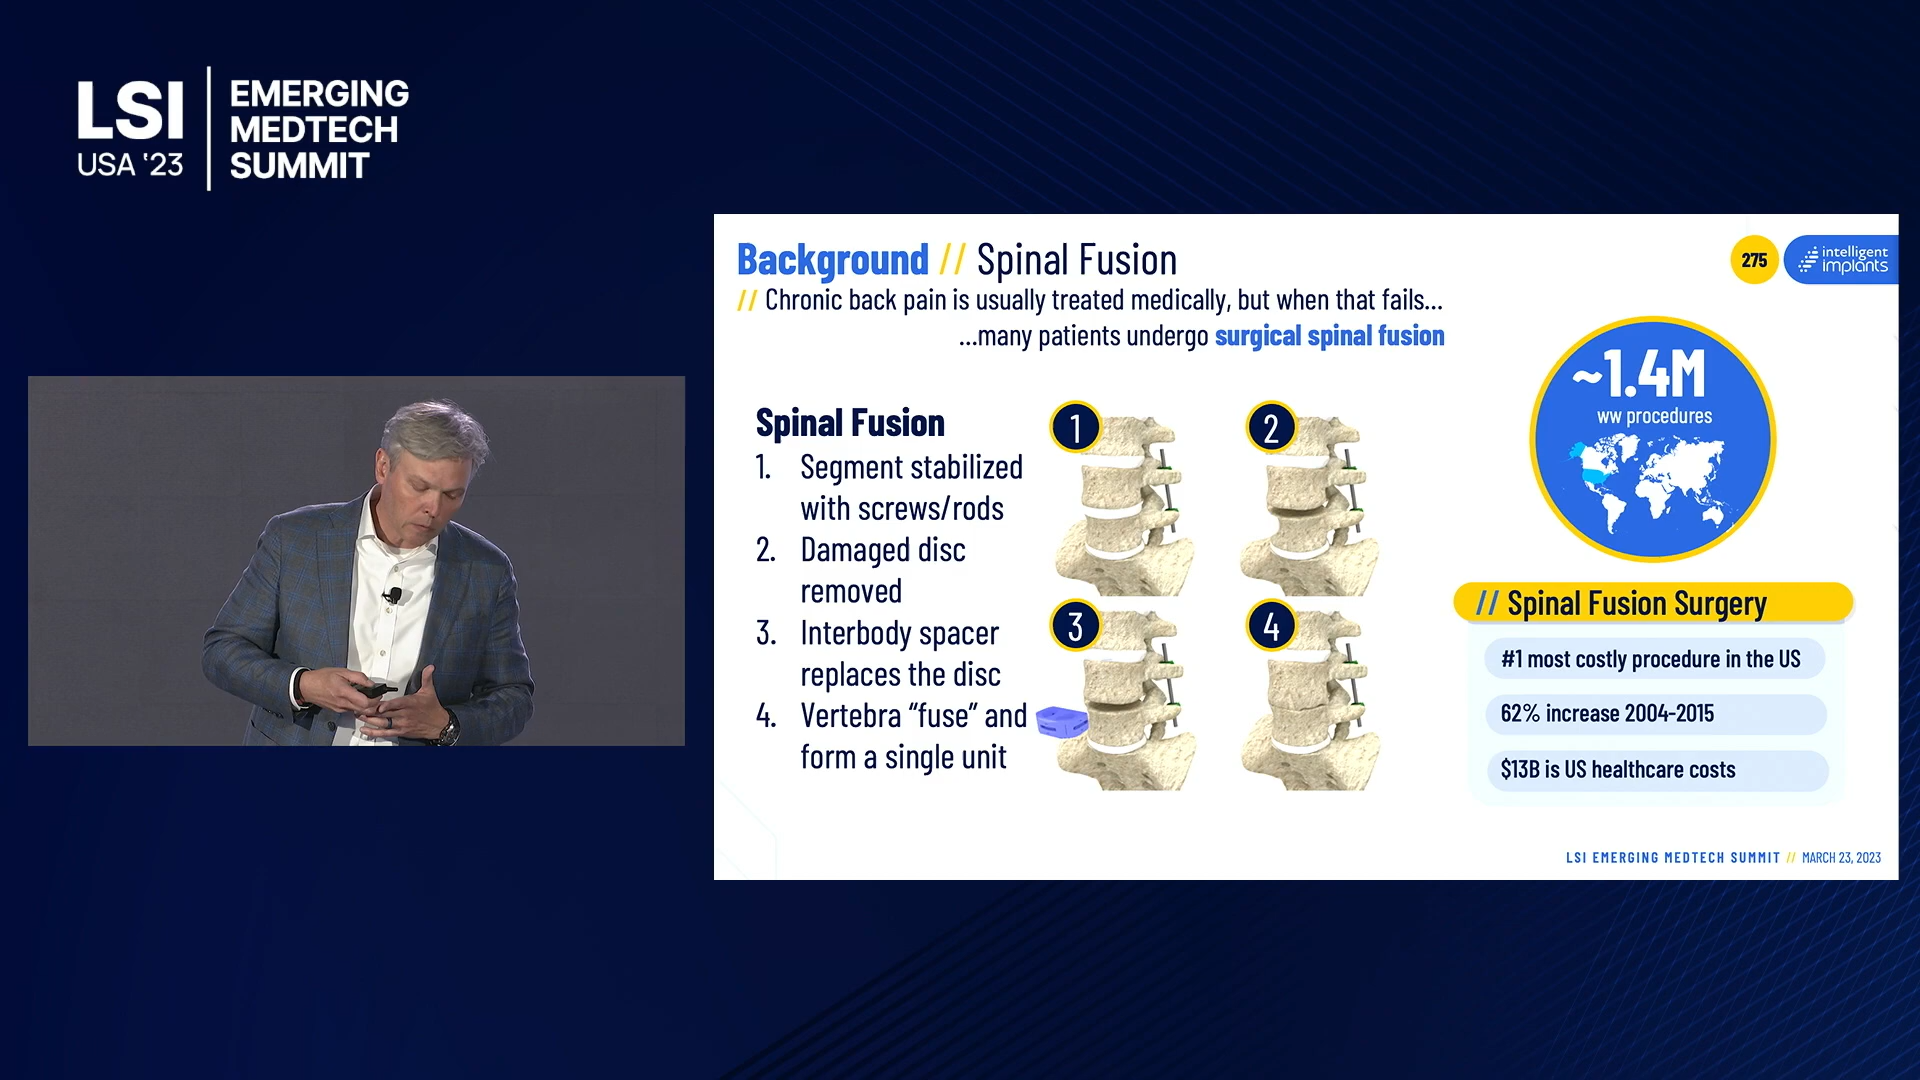 LSI
USA '23
EMERGING
MEDTECH
SUMMIT
Background // Spinal Fusion
// Chronic back pain is usually treated medically, but when that fails...
...many patients undergo surgical spinal fusion
275
intelligent
implants
~1.4M
ww procedures
Spinal Fusion
1. Segment stabilized
with screws/rods
2. Damaged disc
removed
3. Interbody spacer
replaces the disc
4. Vertebra “fuse” and
form a single unit
1
2
3
4
// Spinal Fusion Surgery
#1 most costly procedure in the US
62% increase 2004-2015
$13B is US healthcare costs
LSI EMERGING MEDTECH SUMMIT // MARCH 23, 2023